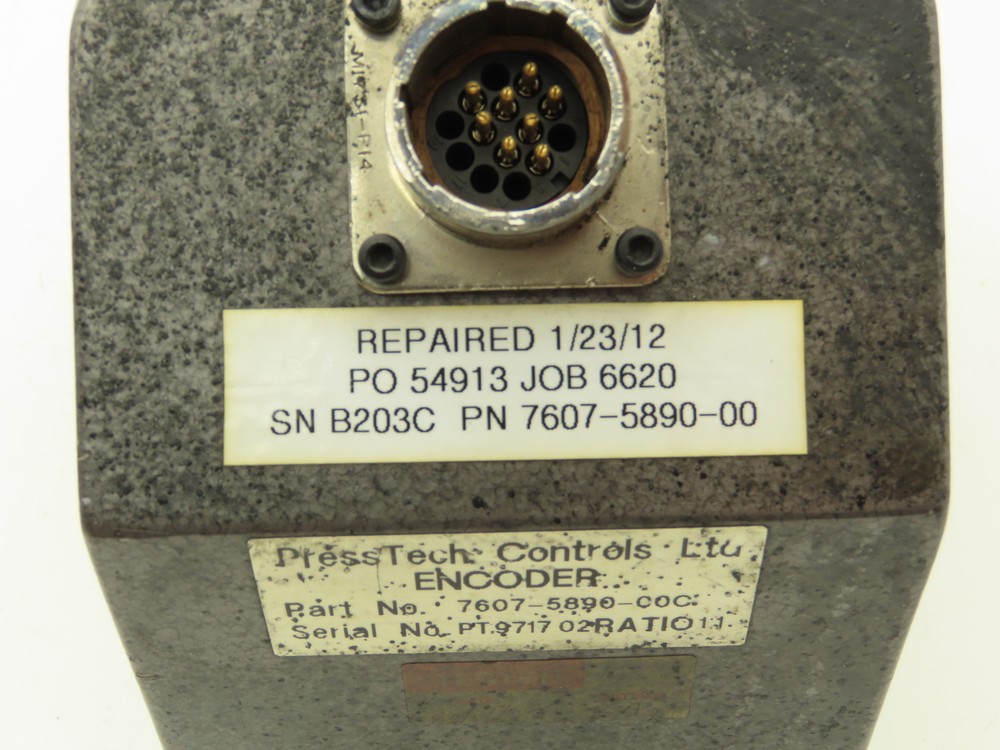 REPAIRED 1/23/12
PO 54913 JOB 6620
SN B203C PN 7607-5890-00
PressTech Controls Ltd
ENCODER
Part No. 7607-5890-00C
Serial No. PT.9717 02 RATIO 1:1